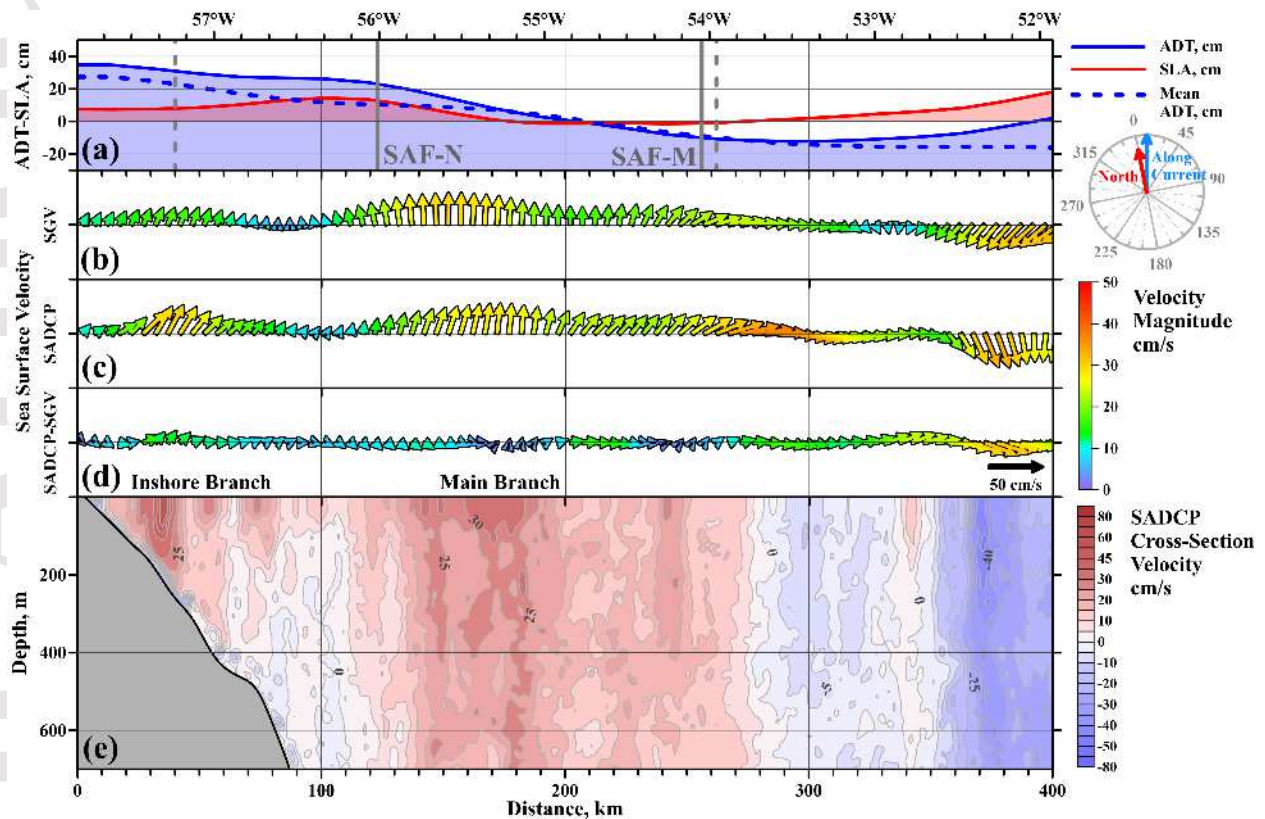 57°W 56°W 55°W 54°W 53°W 52°W
ADT-SLA, cm
40
20
0
-20
(a)
SAF-N
SAF-M
ADT, cm
SLA, cm
Mean
ADT, cm
0
45
90
135
180
225
270
315
North
Along
Current
Sea Surface Velocity
SGV
(b)
SADCP
(c)
SADCP-SGV
(d)
50 cm/s
50
40
30
20
10
0
Velocity
Magnitude
cm/s
Inshore Branch
Main Branch
Depth, m
200
400
600
(e)
25
0
0
30
25
25
0
-5
0
-40
-25
80
60
45
30
20
10
0
-10
-20
-30
-40
-50
-60
-80
SADCP
Cross-Section
Velocity
cm/s
0 100 200 300 400
Distance, km